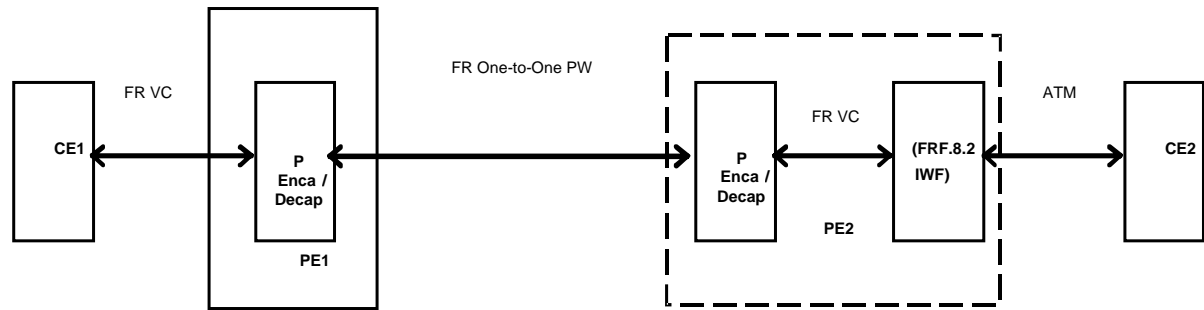 FR One-to-One PW
FR VC
FR VC
ATM
CE1
P
Enca /
Decap
PE1
P
Enca /
Decap
PE2
(FRF.8.2
IWF)
CE2